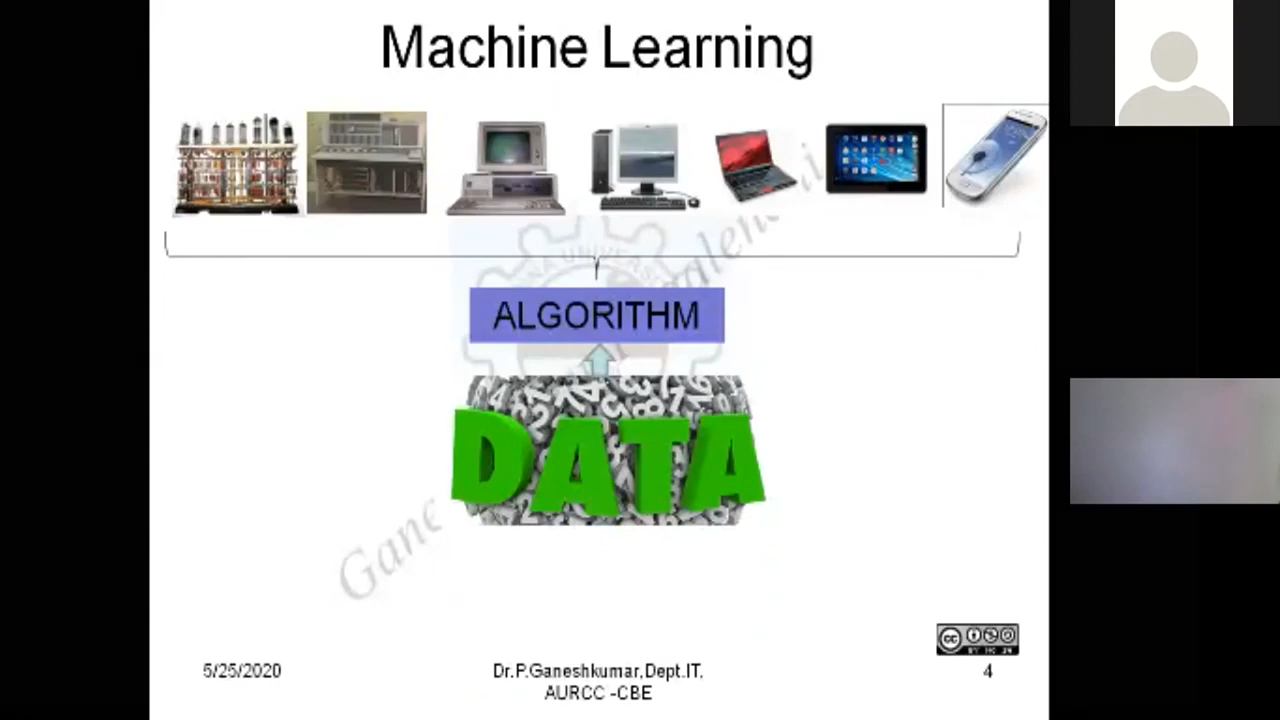 Machine Learning
ALGORITHM
DATA
5/25/2020
Dr.P.Ganeshkumar,Dept.IT,
AURCC -CBE
4